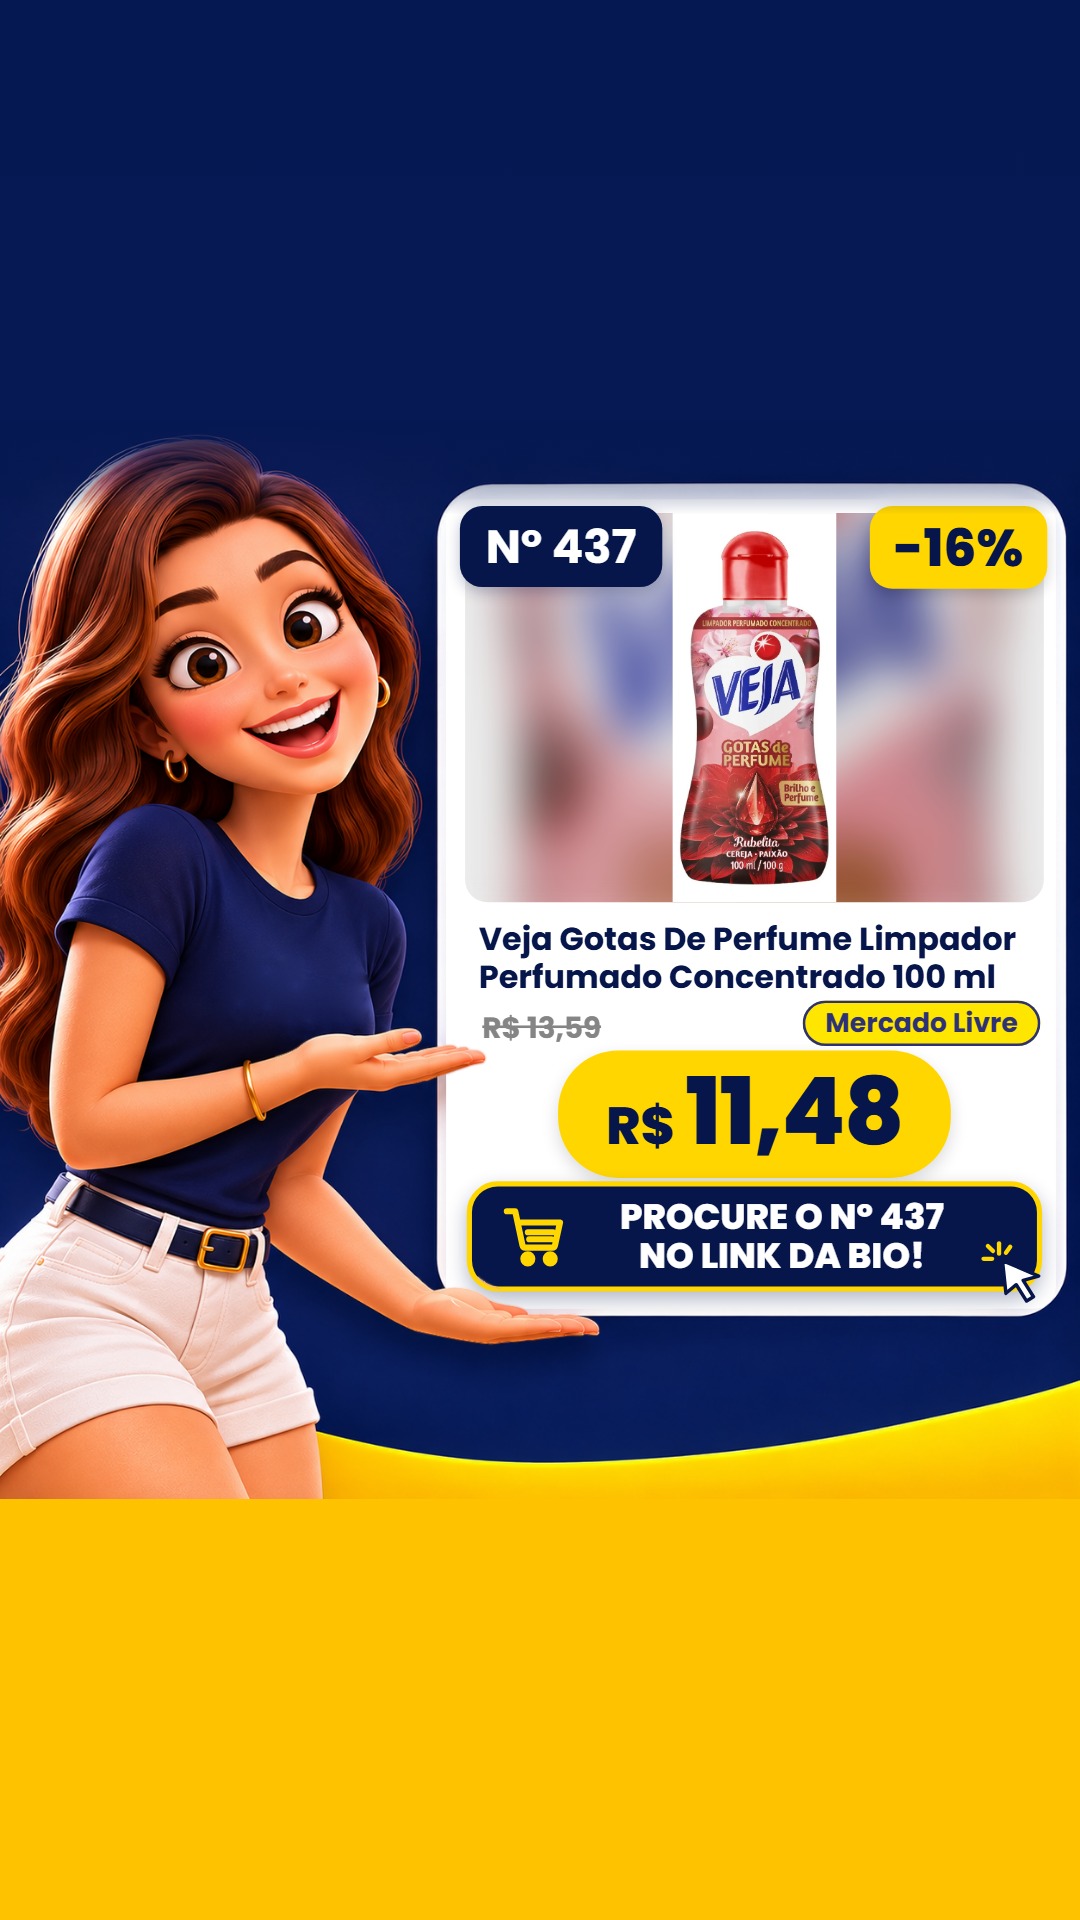 Nº 437
-16%
LIMPADOR PERFUMADO CONCENTRADO
VEJA
GOTAS de
PERFUME
Brilho e
Perfume
Rubelita
CEREJA - PAIXÃO
100 ml / 100 g
Veja Gotas De Perfume Limpador
Perfumado Concentrado 100 ml
R$ 13,59
Mercado Livre
R$ 11,48
PROCURE O Nº 437
NO LINK DA BIO!